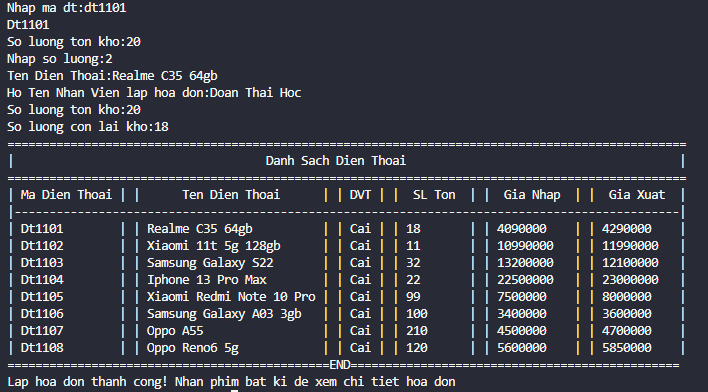 Nhap ma dt:dt1101
Dt1101
So luong ton kho:20
Nhap so luong:2
Ten Dien Thoai:Realme C35 64gb
Ho Ten Nhan Vien lap hoa don:Doan Thai Hoc
So luong ton kho:20
So luong con lai kho:18
=================================================================================================
|                                    Danh Sach Dien Thoai                                       |
=================================================================================================
| Ma Dien Thoai | |      Ten Dien Thoai      | | DVT | |  SL Ton  | |  Gia Nhap  | |  Gia Xuat  |
|-----------------------------------------------------------------------------------------------|
| Dt1101        | | Realme C35 64gb          | | Cai | | 18       | | 4090000    | | 4290000    |
| Dt1102        | | Xiaomi 11t 5g 128gb      | | Cai | | 11       | | 10990000   | | 11990000   |
| Dt1103        | | Samsung Galaxy S22       | | Cai | | 32       | | 13200000   | | 12100000   |
| Dt1104        | | Iphone 13 Pro Max        | | Cai | | 22       | | 22500000   | | 23000000   |
| Dt1105        | | Xiaomi Redmi Note 10 Pro | | Cai | | 99       | | 7500000    | | 8000000    |
| Dt1106        | | Samsung Galaxy A03 3gb   | | Cai | | 100      | | 3400000    | | 3600000    |
| Dt1107        | | Oppo A55                 | | Cai | | 210      | | 4500000    | | 4700000    |
| Dt1108        | | Oppo Reno6 5g            | | Cai | | 120      | | 5600000    | | 5850000    |
==============================================END===============================================
Lap hoa don thanh cong! Nhan phim bat ki de xem chi tiet hoa don